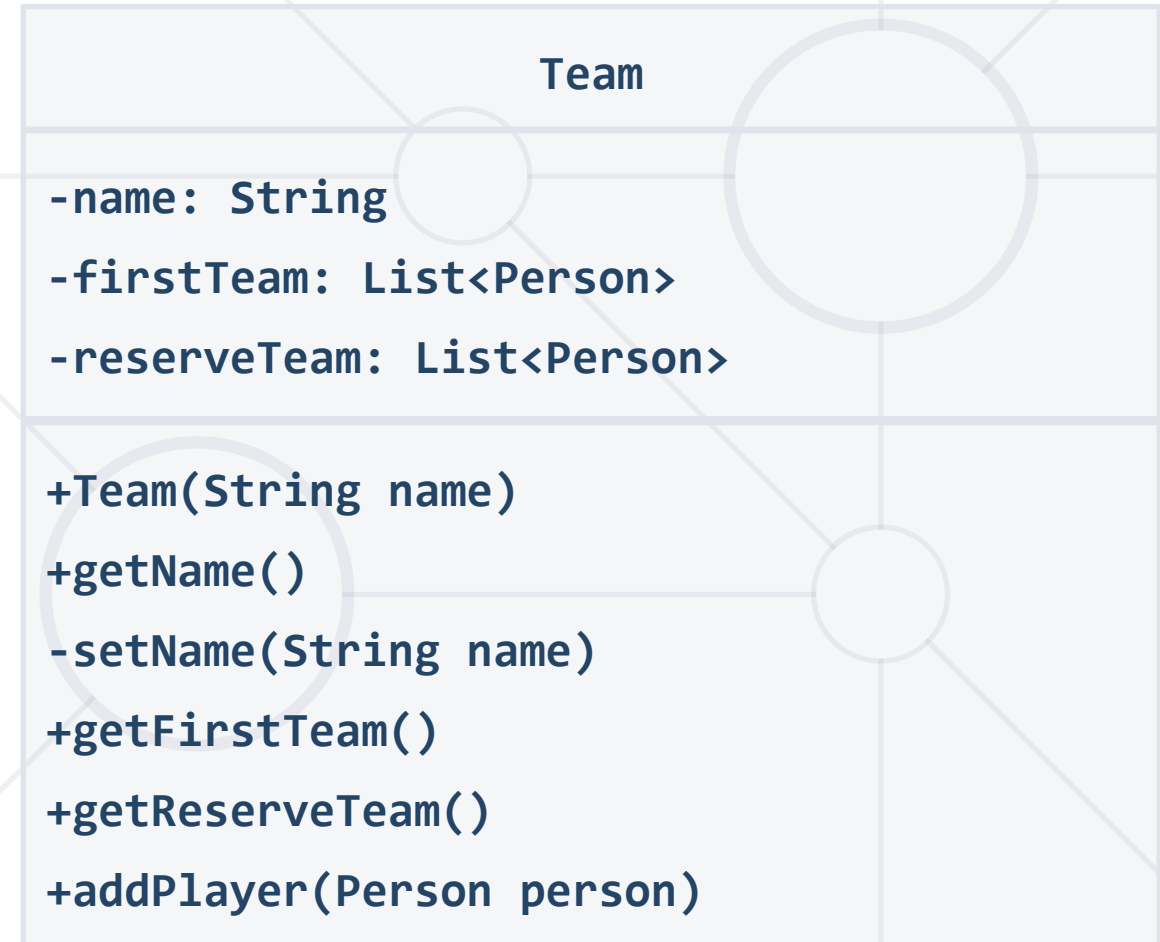 Team
-name: String
-firstTeam: List<Person>
-reserveTeam: List<Person>
+Team(String name)
+getName()
-setName(String name)
+getFirstTeam()
+getReserveTeam()
+addPlayer(Person person)